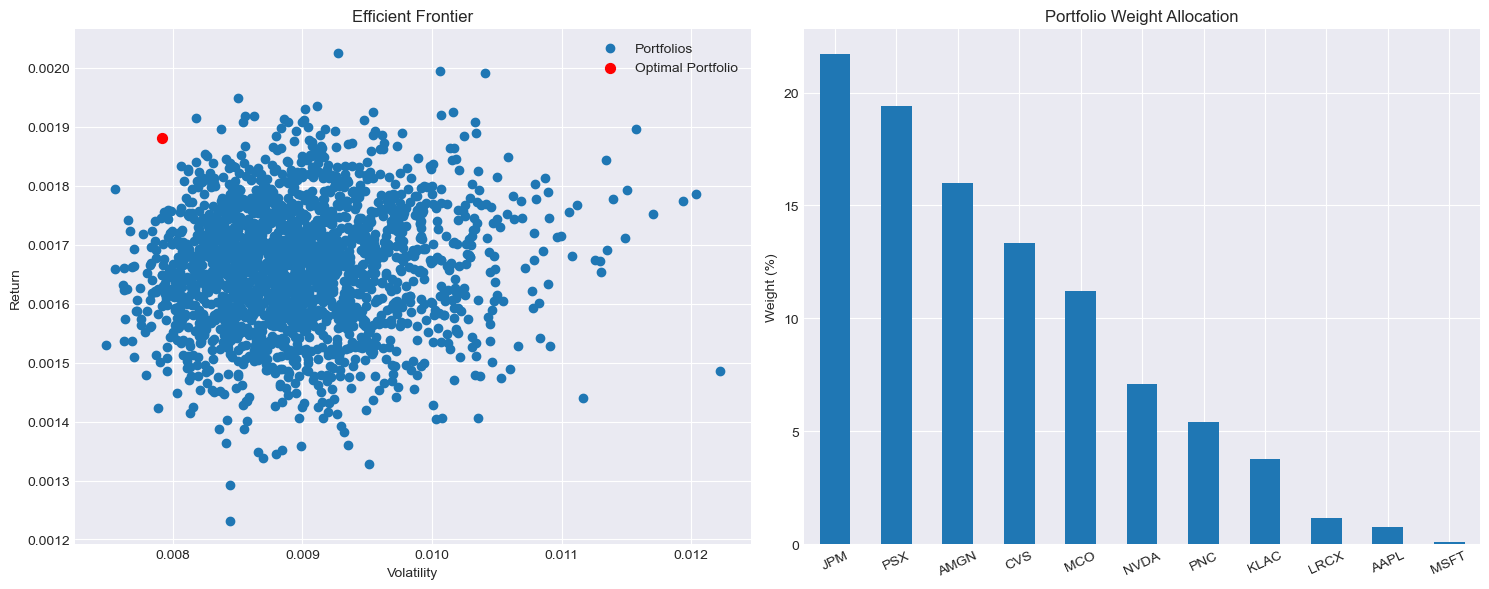 Efficient Frontier
Portfolios
Optimal Portfolio
0.0020
0.0019
0.0018
0.0017
0.0016
0.0015
0.0014
0.0013
0.0012
Return
0.008 0.009 0.010 0.011 0.012
Volatility
Portfolio Weight Allocation
20
15
10
5
0
Weight (%)
JPM PSX AMGN CVS MCO NVDA PNC KLAC LRCX AAPL MSFT